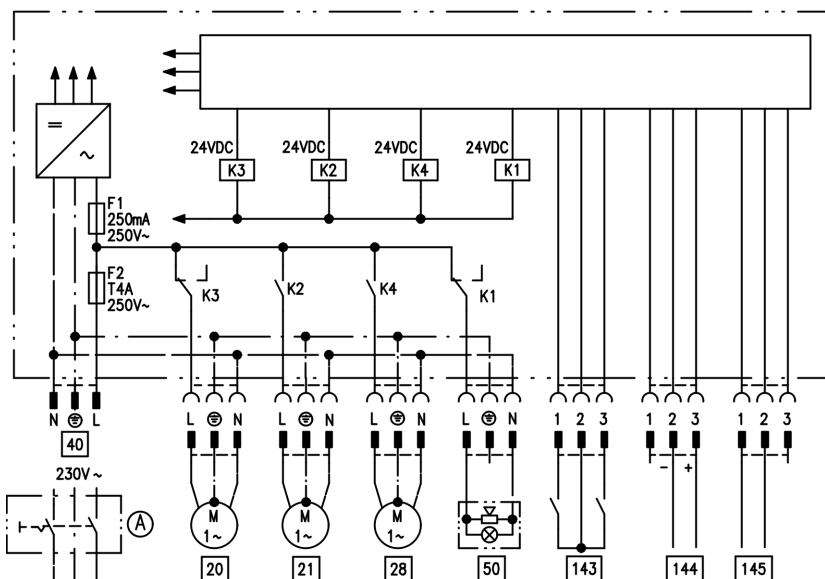 24VDC 24VDC 24VDC 24VDC
K3 K2 K4 K1
= ~
F1
250mA
250V~
F2
T4A
250V~
K3 K2 K4 K1
N L L N L N L N L N 1 2 3 1 2 3 1 2 3
40
230V~
- +
A
M
1~
M
1~
M
1~
20 21 28 50 143 144 145